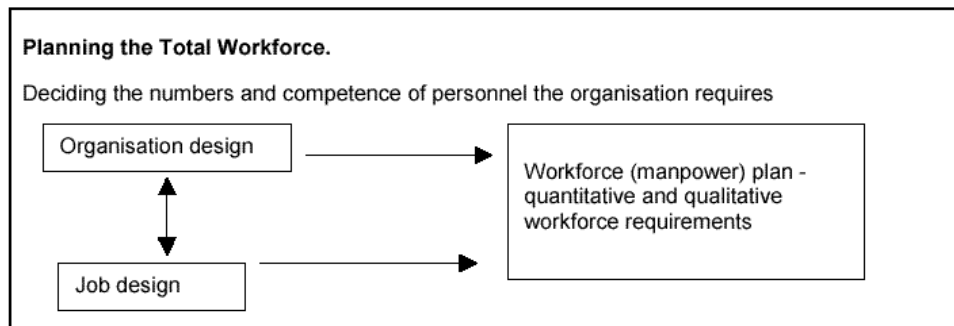 Planning the Total Workforce.
Deciding the numbers and competence of personnel the organisation requires
Organisation design
Workforce (manpower) plan -
quantitative and qualitative
workforce requirements
Job design